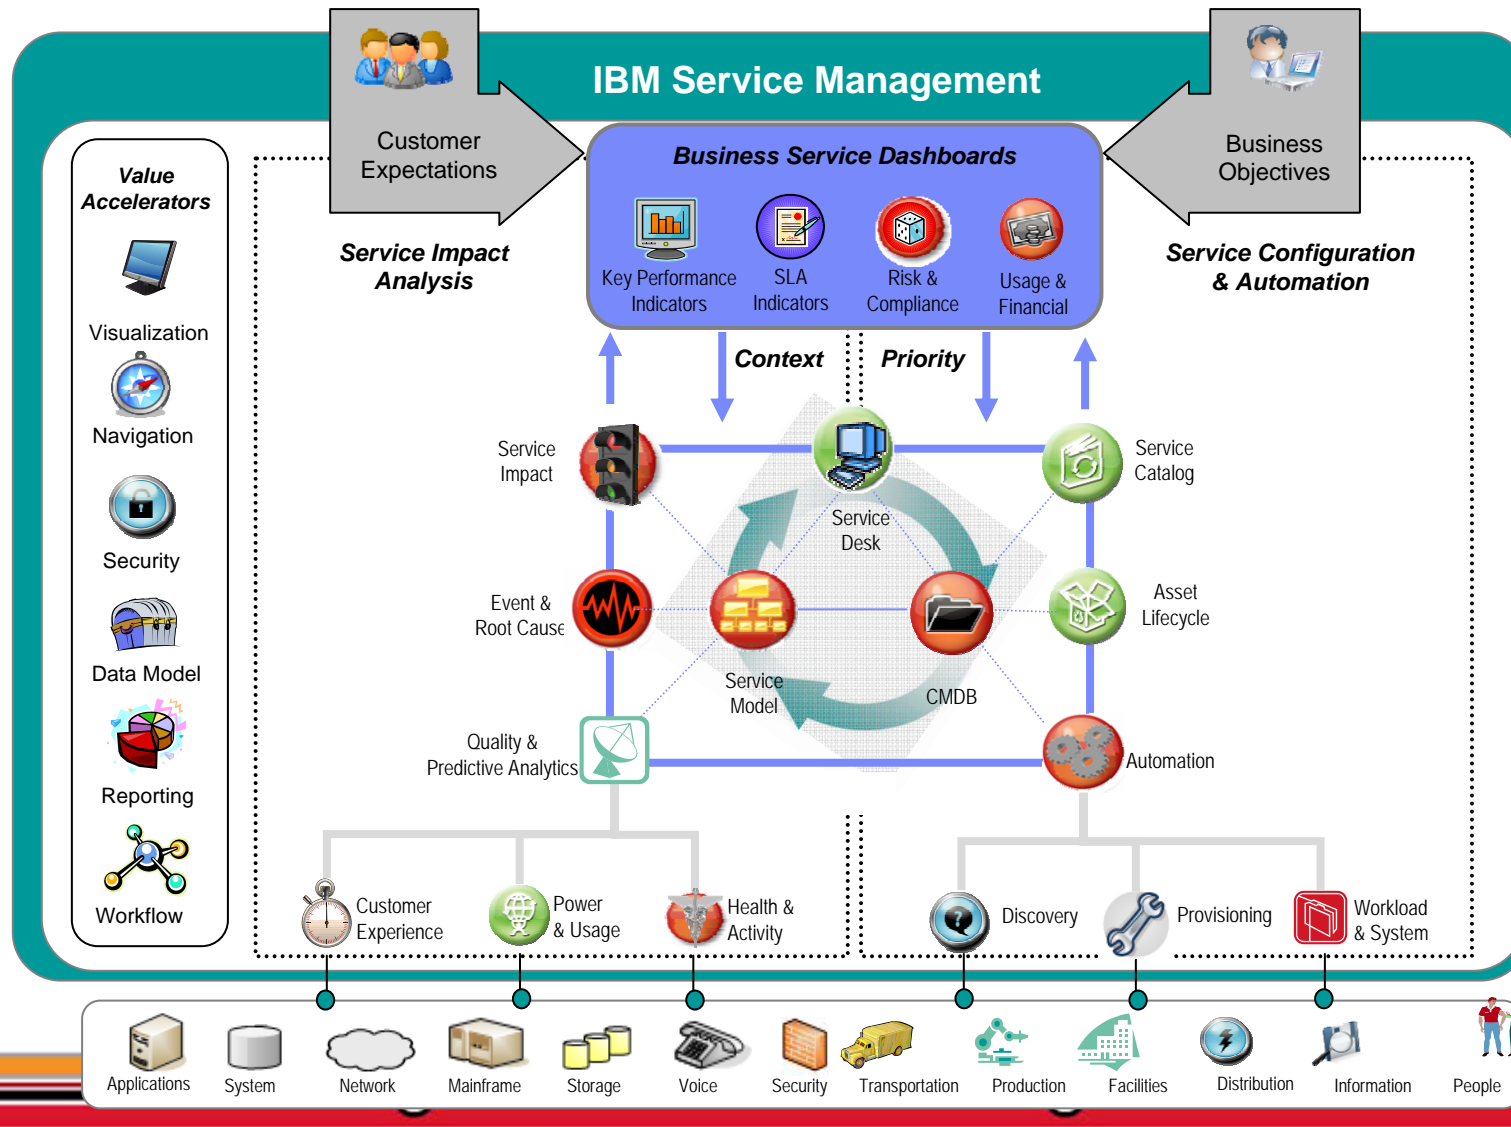 IBM Service Management
Customer
Expectations
Business
Objectives
Value
Accelerators
Visualization
Navigation
Security
Data Model
Reporting
Workflow
Service Impact
Analysis
Business Service Dashboards
Key Performance
Indicators
SLA
Indicators
Risk &
Compliance
Usage &
Financial
Service Configuration
& Automation
Context
Priority
Service
Impact
Service
Desk
Service
Catalog
Event &
Root Cause
Service
Model
CMDB
Asset
Lifecycle
Quality &
Predictive Analytics
Automation
Customer
Experience
Power
& Usage
Health &
Activity
Discovery
Provisioning
Workload
& System
Applications
System
Network
Mainframe
Storage
Voice
Security
Transportation
Production
Facilities
Distribution
Information
People